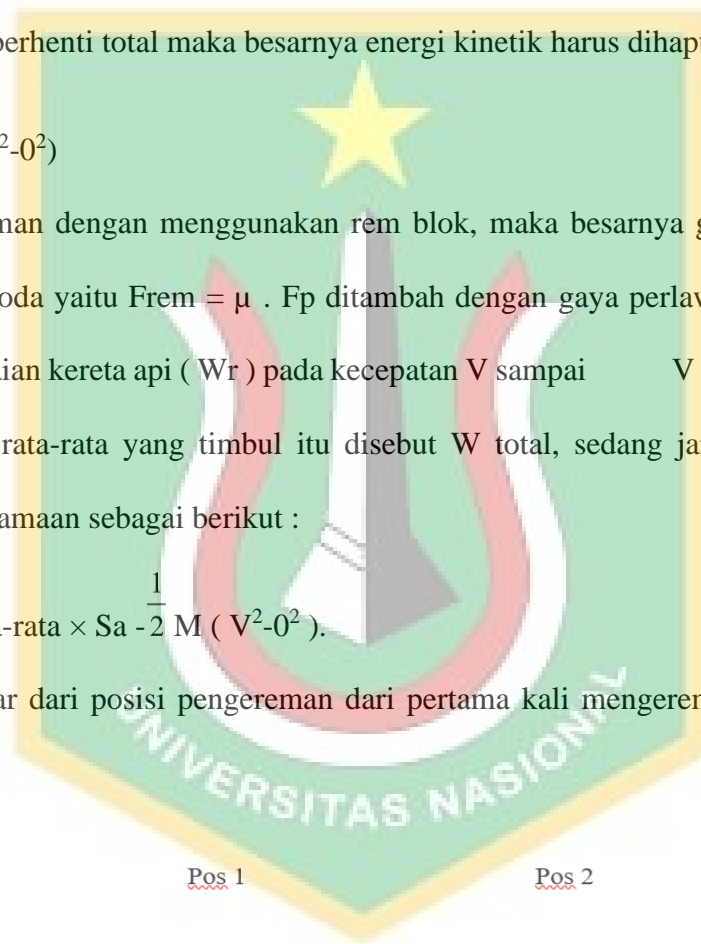 berhenti total maka besarnya energi kinetik harus dihap
²-0²)
man dengan menggunakan rem blok, maka besarnya g
oda yaitu Frem = μ . Fp ditambah dengan gaya perlaw
ian kereta api ( Wr ) pada kecepatan V sampai V
rata-rata yang timbul itu disebut W total, sedang ja
amaan sebagai berikut :
-rata × Sa - 1/2 M ( V²-0² ).
ar dari posisi pengereman dari pertama kali mengerem
UNIVERSITAS NASIONAL
Pos 1 Pos 2